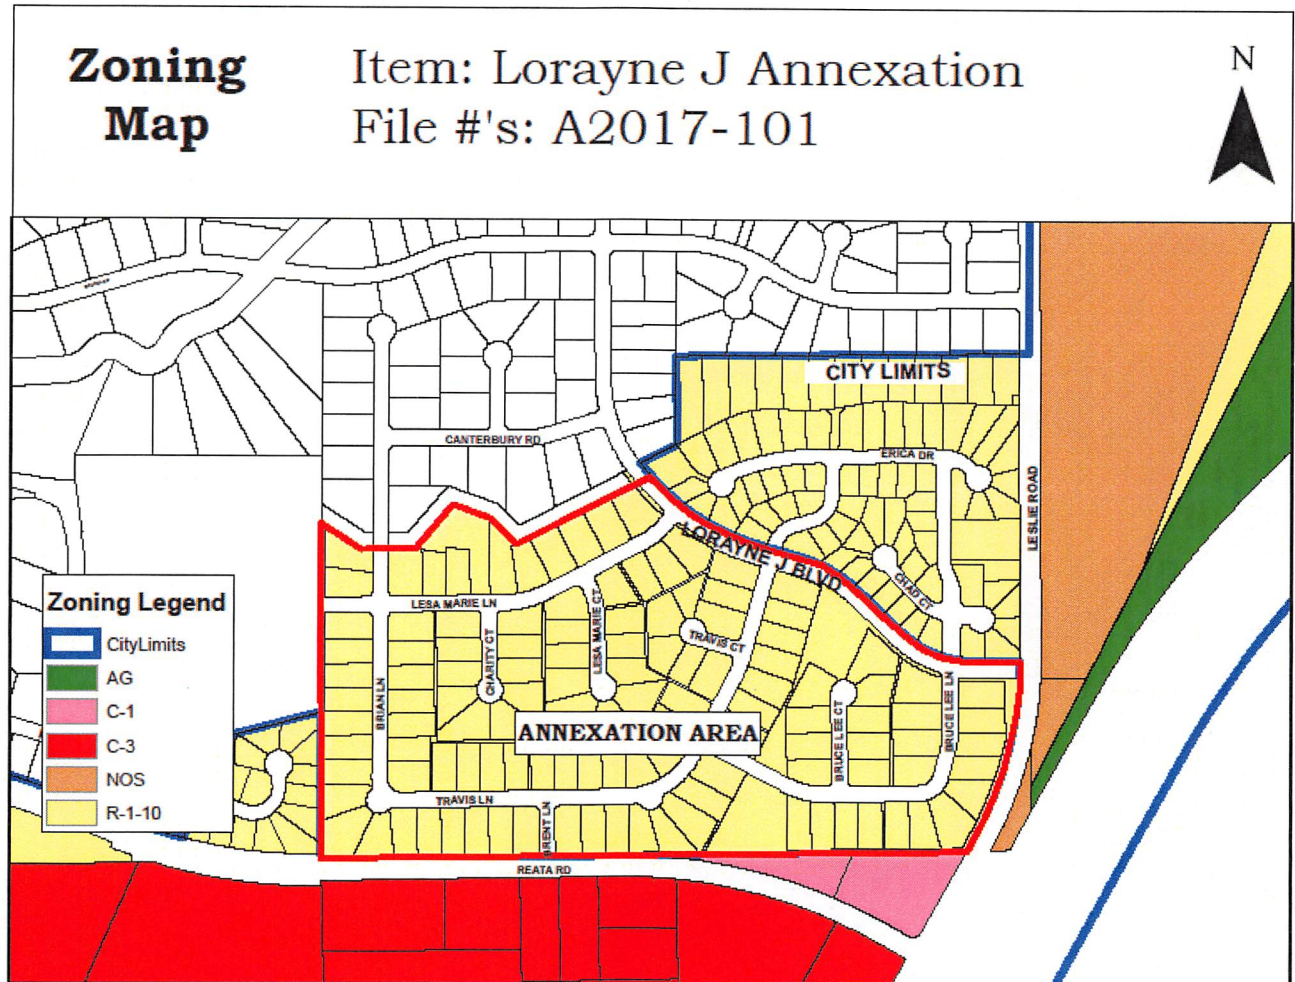 Zoning
Map
Item: Lorayne J Annexation
File #'s: A2017-101
N
CITY LIMITS
CANTERBURY RD
ERICA DR
LESLIE ROAD
LORAYNE J BLVD
CHAD CT
LESA MARIE LN
LESA MARIE CT
CHARITY CT
TRAVIS CT
BRIAN LN
BRUCE LEE LN
BRUCE LEE CT
ANNEXATION AREA
TRAVIS LN
BRENT LN
REATA RD
Zoning Legend
CityLimits
AG
C-1
C-3
NOS
R-1-10